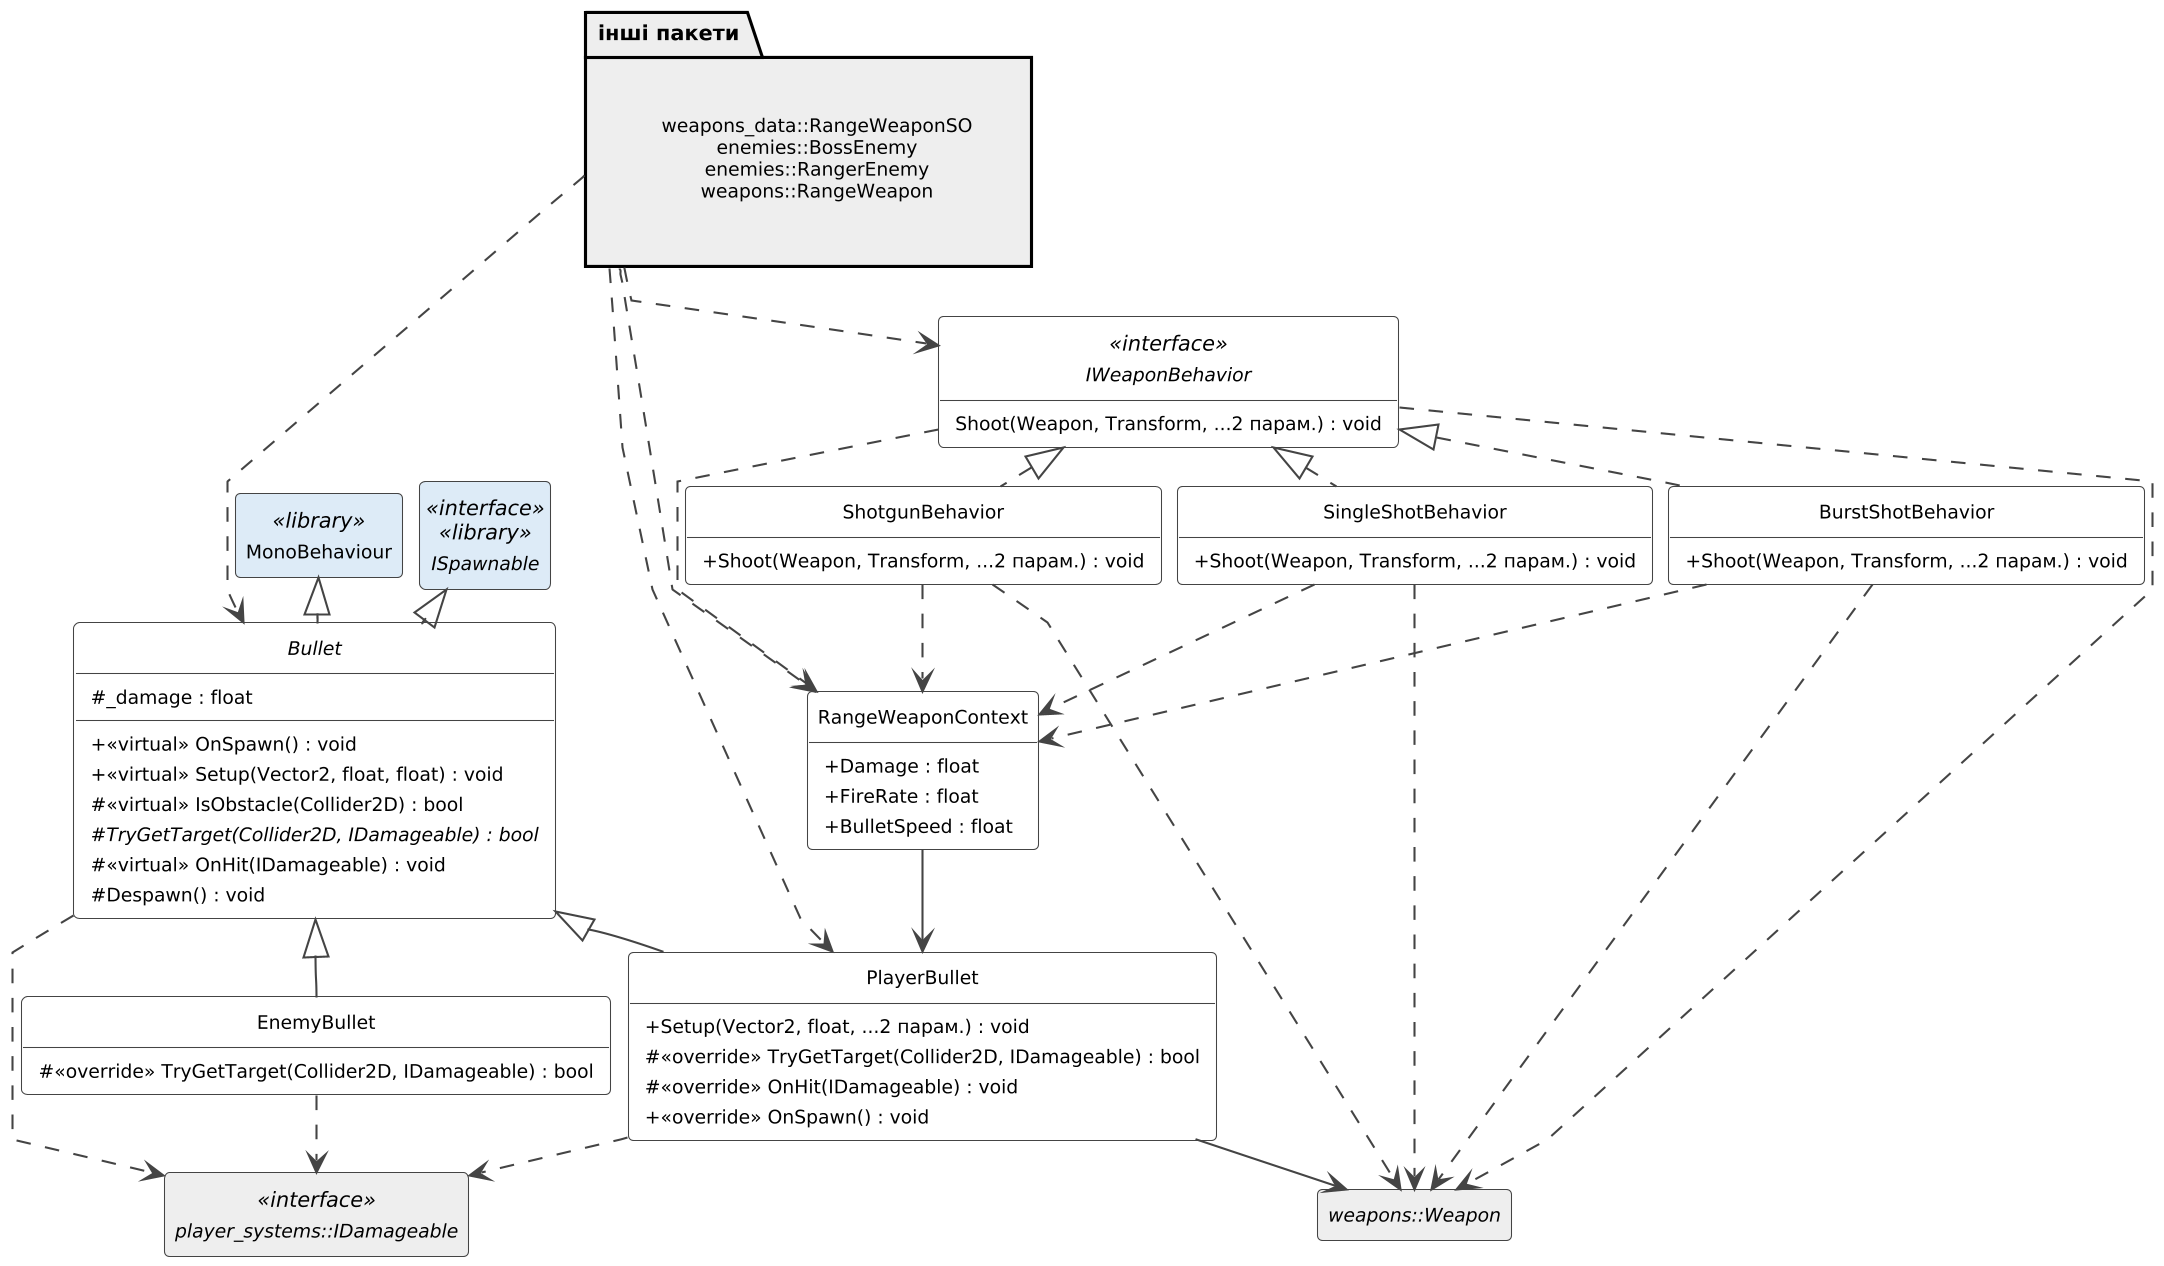 інші пакети
weapons_data::RangeWeaponSO
enemies::BossEnemy
enemies::RangerEnemy
weapons::RangeWeapon
«interface»
IWeaponBehavior
Shoot(Weapon, Transform, ...2 парам.) : void
«library»
MonoBehaviour
«interface»
«library»
ISpawnable
ShotgunBehavior
+Shoot(Weapon, Transform, ...2 парам.) : void
SingleShotBehavior
+Shoot(Weapon, Transform, ...2 парам.) : void
BurstShotBehavior
+Shoot(Weapon, Transform, ...2 парам.) : void
Bullet
#_damage : float
+«virtual» OnSpawn() : void
+«virtual» Setup(Vector2, float, float) : void
#«virtual» IsObstacle(Collider2D) : bool
#TryGetTarget(Collider2D, IDamageable) : bool
#«virtual» OnHit(IDamageable) : void
#Despawn() : void
RangeWeaponContext
+Damage : float
+FireRate : float
+BulletSpeed : float
EnemyBullet
#«override» TryGetTarget(Collider2D, IDamageable) : bool
PlayerBullet
+Setup(Vector2, float, ...2 парам.) : void
#«override» TryGetTarget(Collider2D, IDamageable) : bool
#«override» OnHit(IDamageable) : void
+«override» OnSpawn() : void
«interface»
player_systems::IDamageable
weapons::Weapon